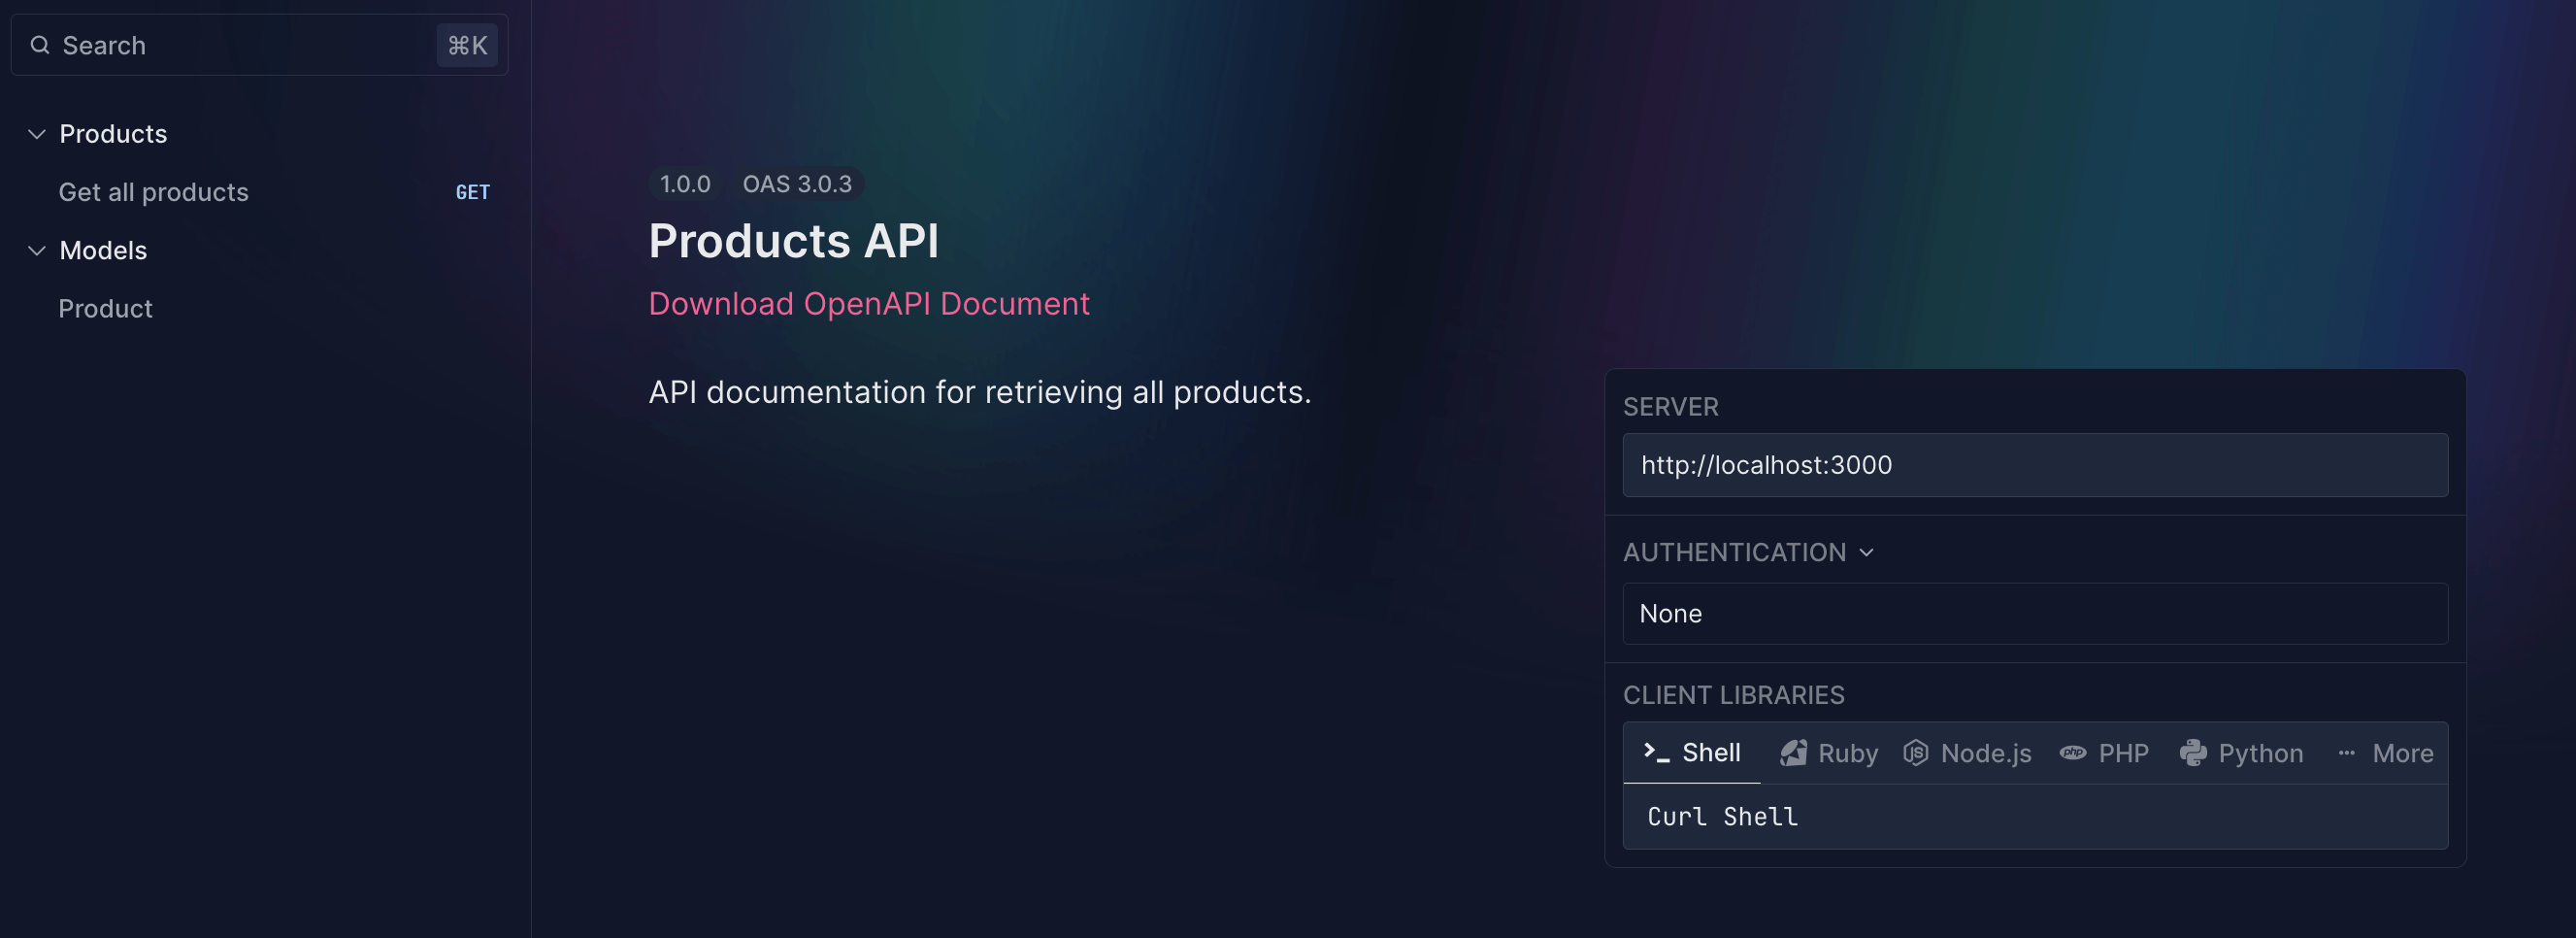 Search ⌘K
Products
Get all products GET
Models
Product
1.0.0 OAS 3.0.3
Products API
Download OpenAPI Document
API documentation for retrieving all products.
SERVER
http://localhost:3000
AUTHENTICATION
None
CLIENT LIBRARIES
Shell Ruby Node.js PHP Python ··· More
Curl Shell